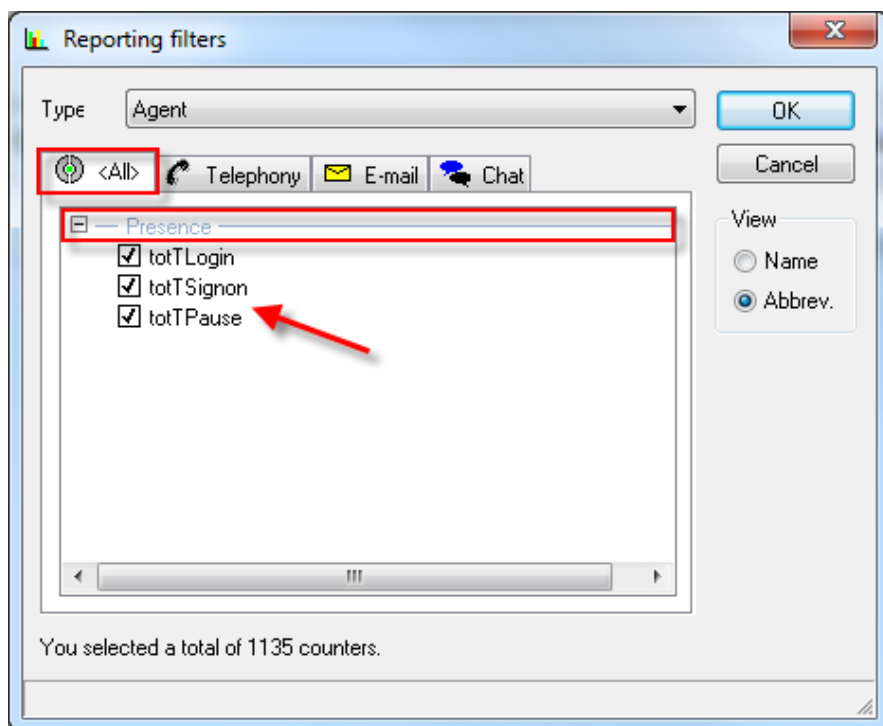 Reporting filters
Type Agent
OK
<All> Telephony E-mail Chat
Cancel
Presence
totTLogin
totTSignon
totTPause
View
Name
Abbrev.
You selected a total of 1135 counters.